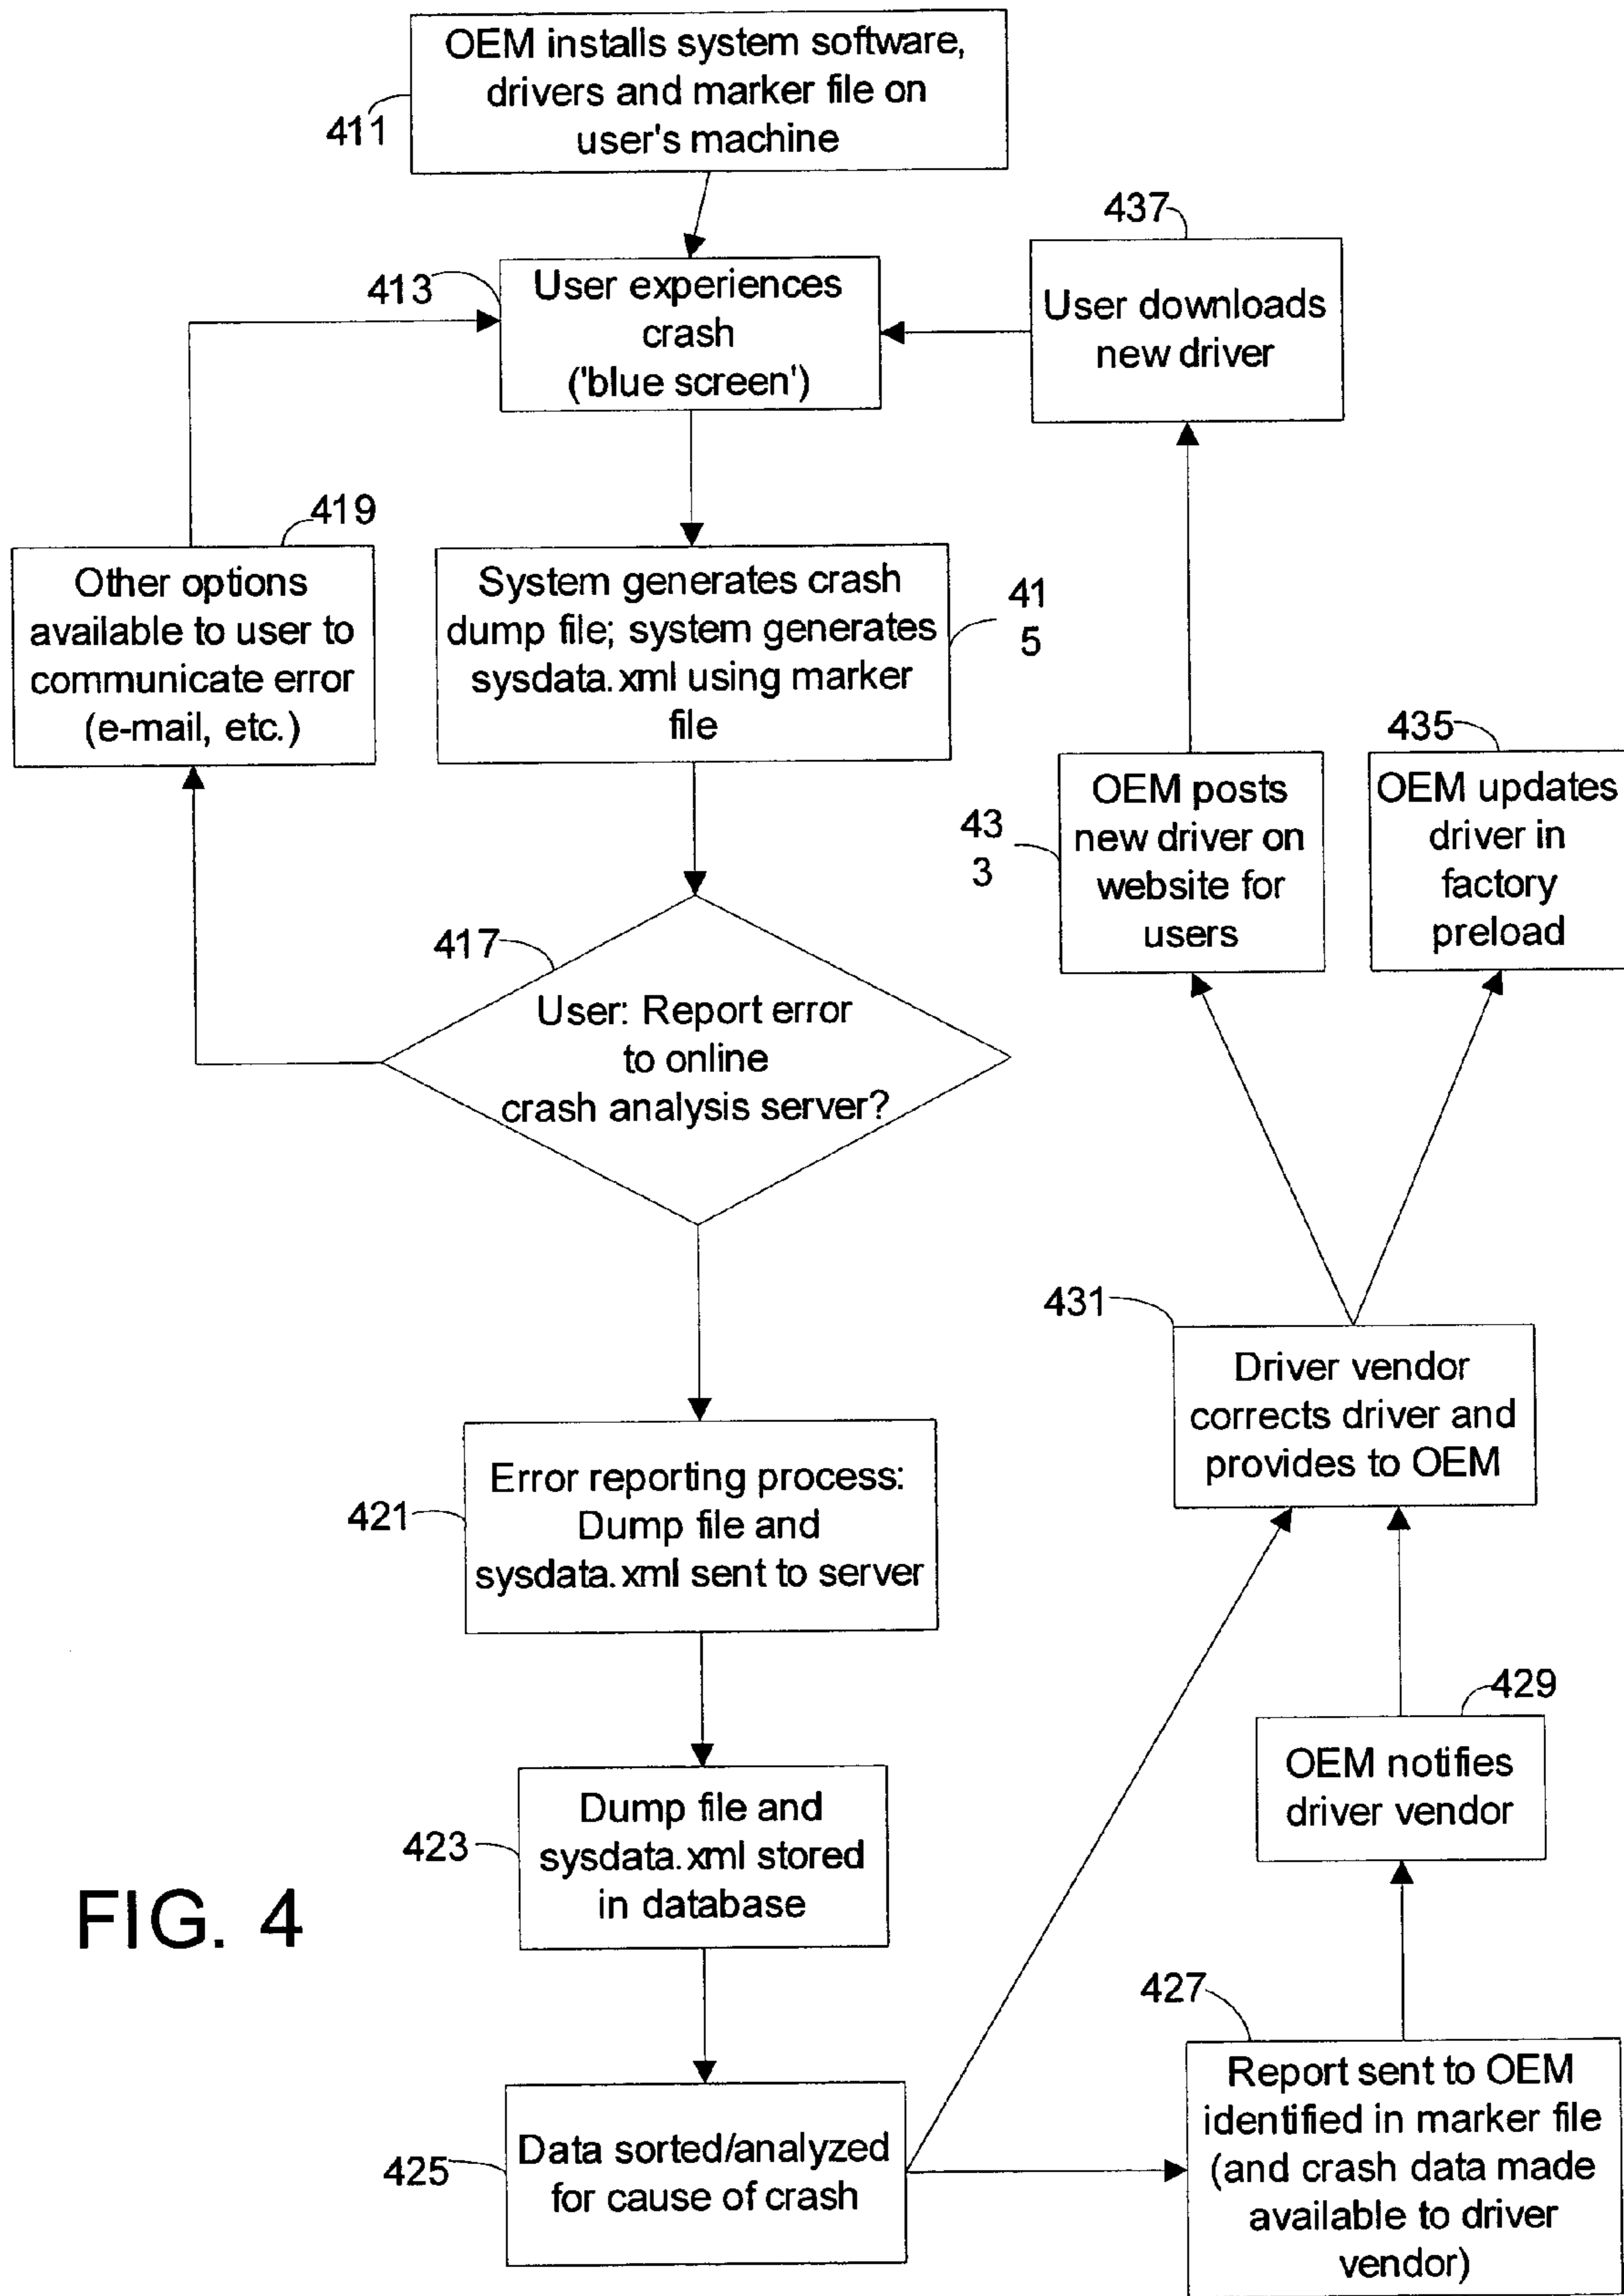 OEM installs system software,
drivers and marker file on
user's machine
411
437
User downloads
new driver
413
User experiences
crash
('blue screen')
419
Other options
available to user to
communicate error
(e-mail, etc.)
System generates crash
dump file; system generates
sysdata.xml using marker
file
41
5
435
OEM updates
driver in
factory
preload
OEM posts
new driver on
website for
users
43
3
417
User: Report error
to online
crash analysis server?
431
Driver vendor
corrects driver and
provides to OEM
421
Error reporting process:
Dump file and
sysdata.xml sent to server
429
OEM notifies
driver vendor
423
Dump file and
sysdata.xml stored
in database
FIG. 4
427
Report sent to OEM
identified in marker file
(and crash data made
available to driver
vendor)
425
Data sorted/analyzed
for cause of crash